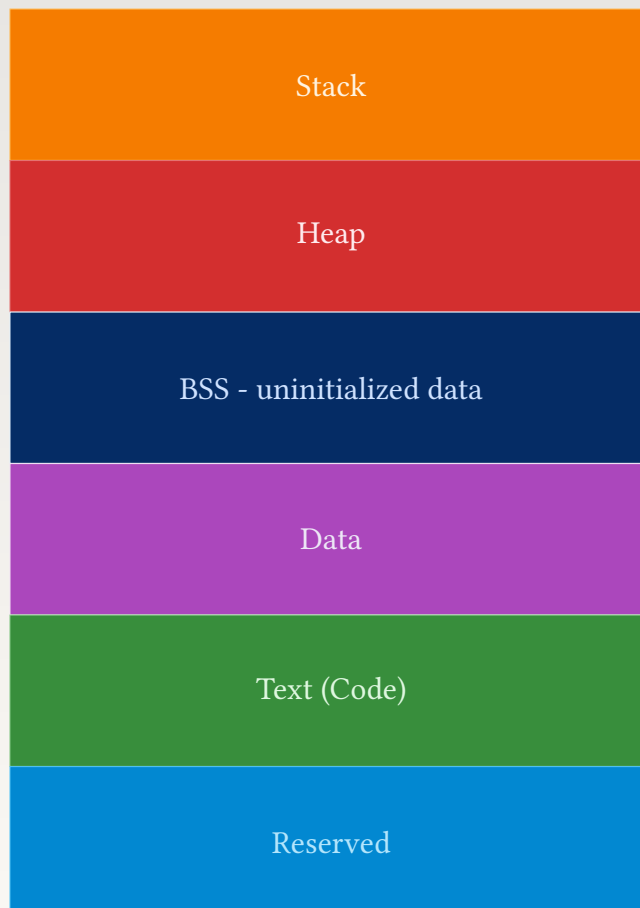 Stack
Heap
BSS - uninitialized data
Data
Text (Code)
Reserved